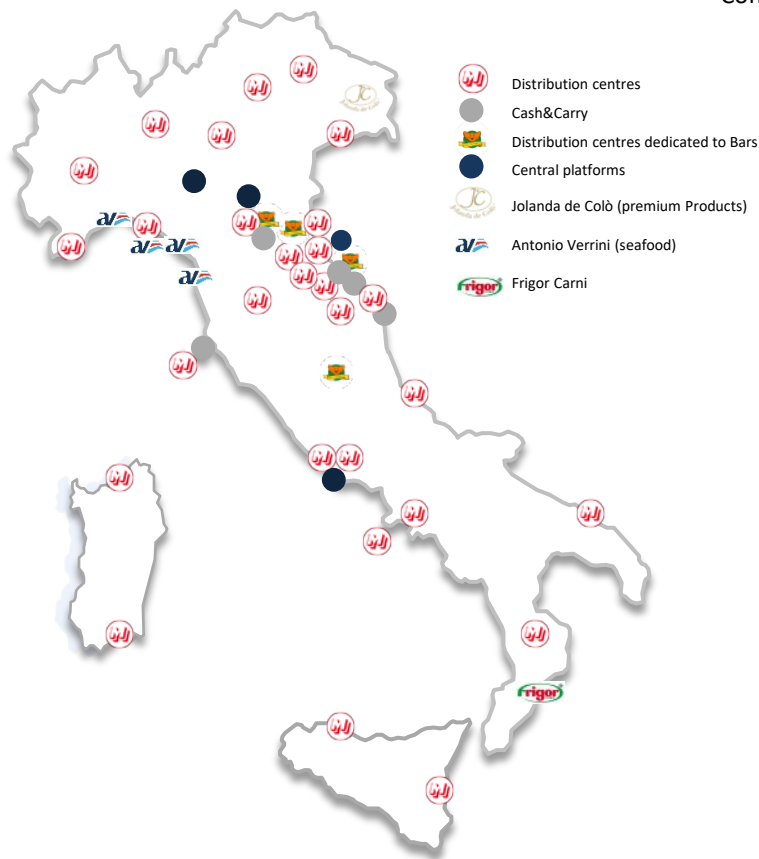 Distribution centres
Cash&Carry
Distribution centres dedicated to Bars
Central platforms
Jolanda de Colò (premium Products)
Antonio Verrini (seafood)
Frigor Carni